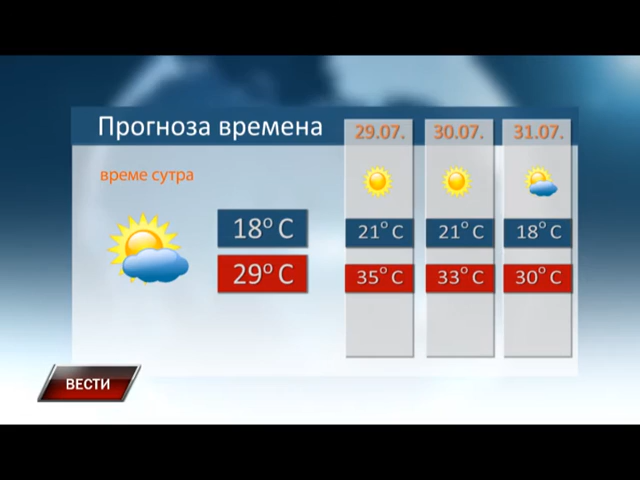 Прогноза времена
време сутра
18° C
29° C
29.07.
21° C
35° C
30.07.
21° C
33° C
31.07.
18° C
30° C
ВЕСТИ